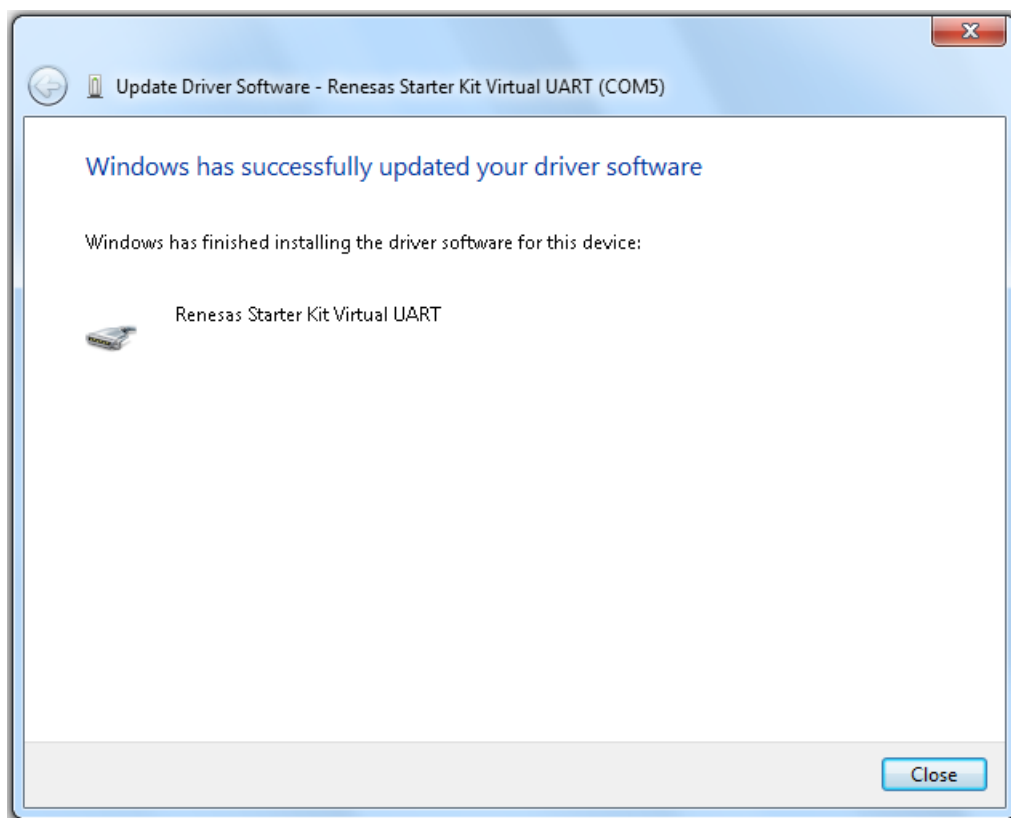 Update Driver Software - Renesas Starter Kit Virtual UART (COM5)
Windows has successfully updated your driver software
Windows has finished installing the driver software for this device:
Renesas Starter Kit Virtual UART
Close